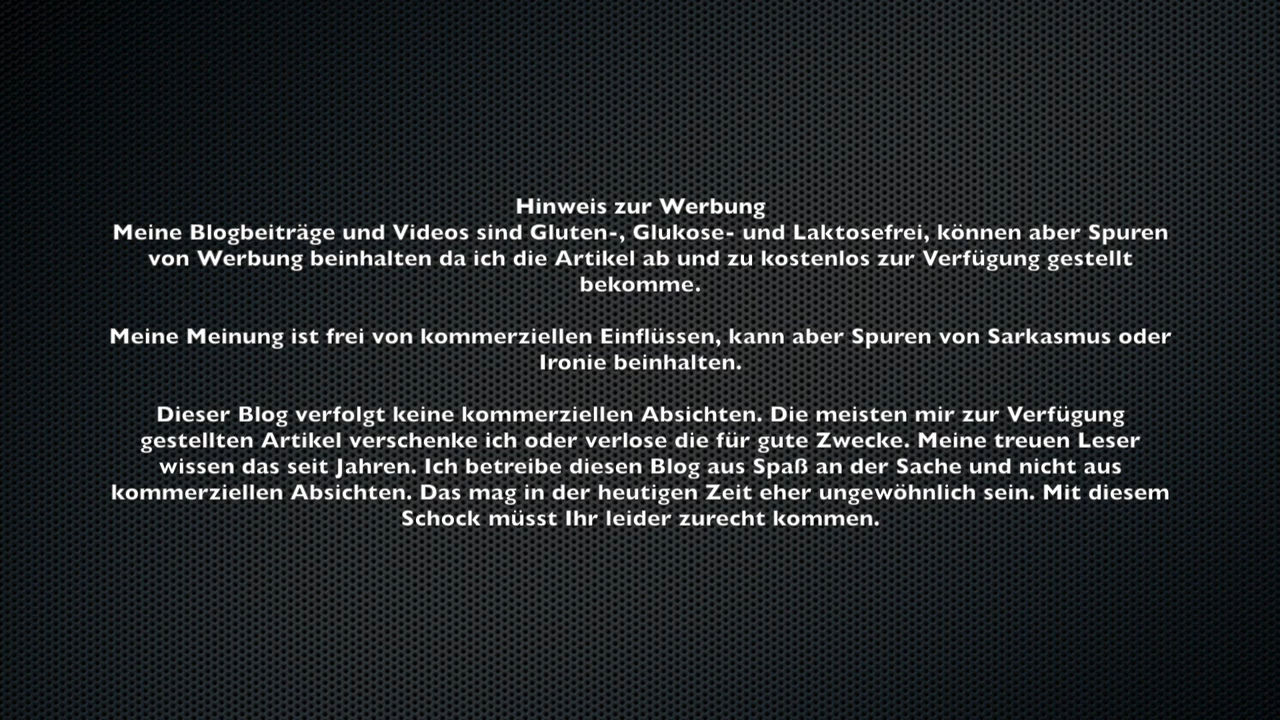 Hinweis zur Werbung
Meine Blogbeiträge und Videos sind Gluten-, Glukose- und Laktosefrei, können aber Spuren
von Werbung beinhalten da ich die Artikel ab und zu kostenlos zur Verfügung gestellt
bekomme.
Meine Meinung ist frei von kommerziellen Einflüssen, kann aber Spuren von Sarkasmus oder
Ironie beinhalten.
Dieser Blog verfolgt keine kommerziellen Absichten. Die meisten mir zur Verfügung
gestellten Artikel verschenke ich oder verlose die für gute Zwecke. Meine treuen Leser
wissen das seit Jahren. Ich betreibe diesen Blog aus Spaß an der Sache und nicht aus
kommerziellen Absichten. Das mag in der heutigen Zeit eher ungewöhnlich sein. Mit diesem
Schock müsst Ihr leider zurecht kommen.